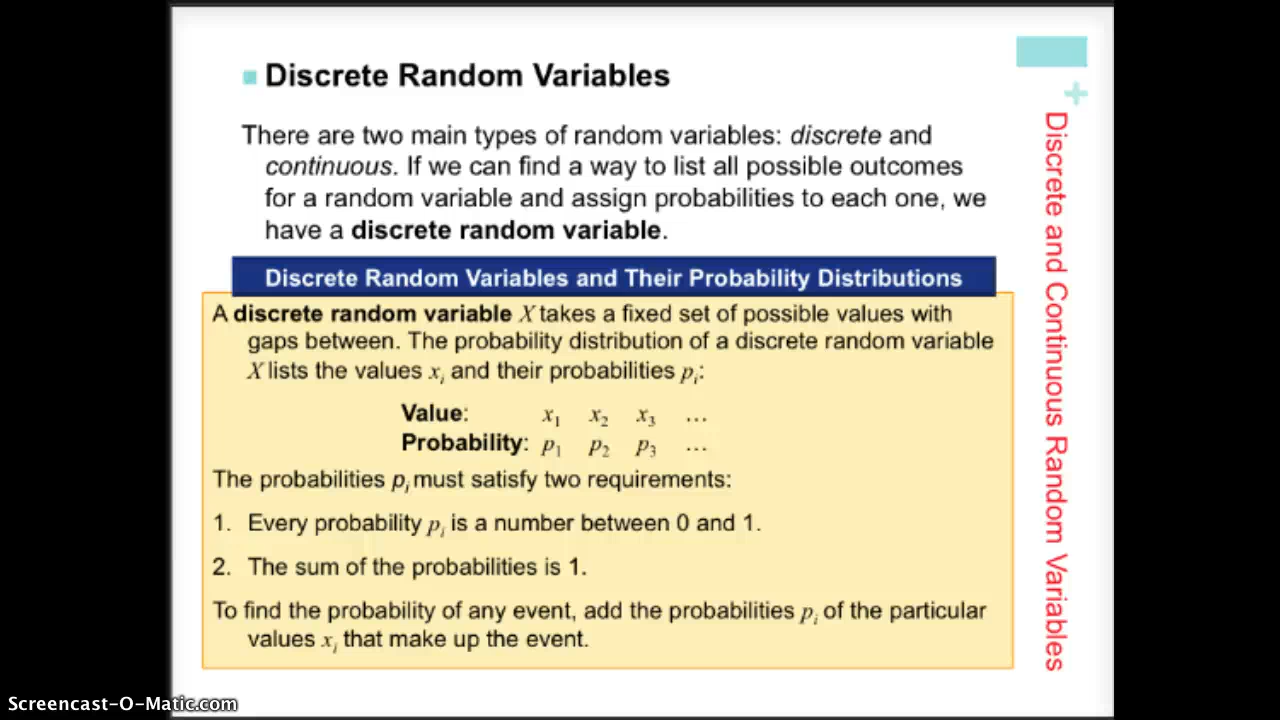 Discrete Random Variables
There are two main types of random variables: discrete and
continuous. If we can find a way to list all possible outcomes
for a random variable and assign probabilities to each one, we
have a discrete random variable.
Discrete Random Variables and Their Probability Distributions
A discrete random variable X takes a fixed set of possible values with
gaps between. The probability distribution of a discrete random variable
X lists the values xᵢ and their probabilities pᵢ:
Value: x₁ x₂ x₃ …
Probability: p₁ p₂ p₃ …
The probabilities pᵢ must satisfy two requirements:
1. Every probability pᵢ is a number between 0 and 1.
2. The sum of the probabilities is 1.
To find the probability of any event, add the probabilities pᵢ of the particular
values xᵢ that make up the event.
+
Discrete and Continuous Random Variables
Screencast-O-Matic.com